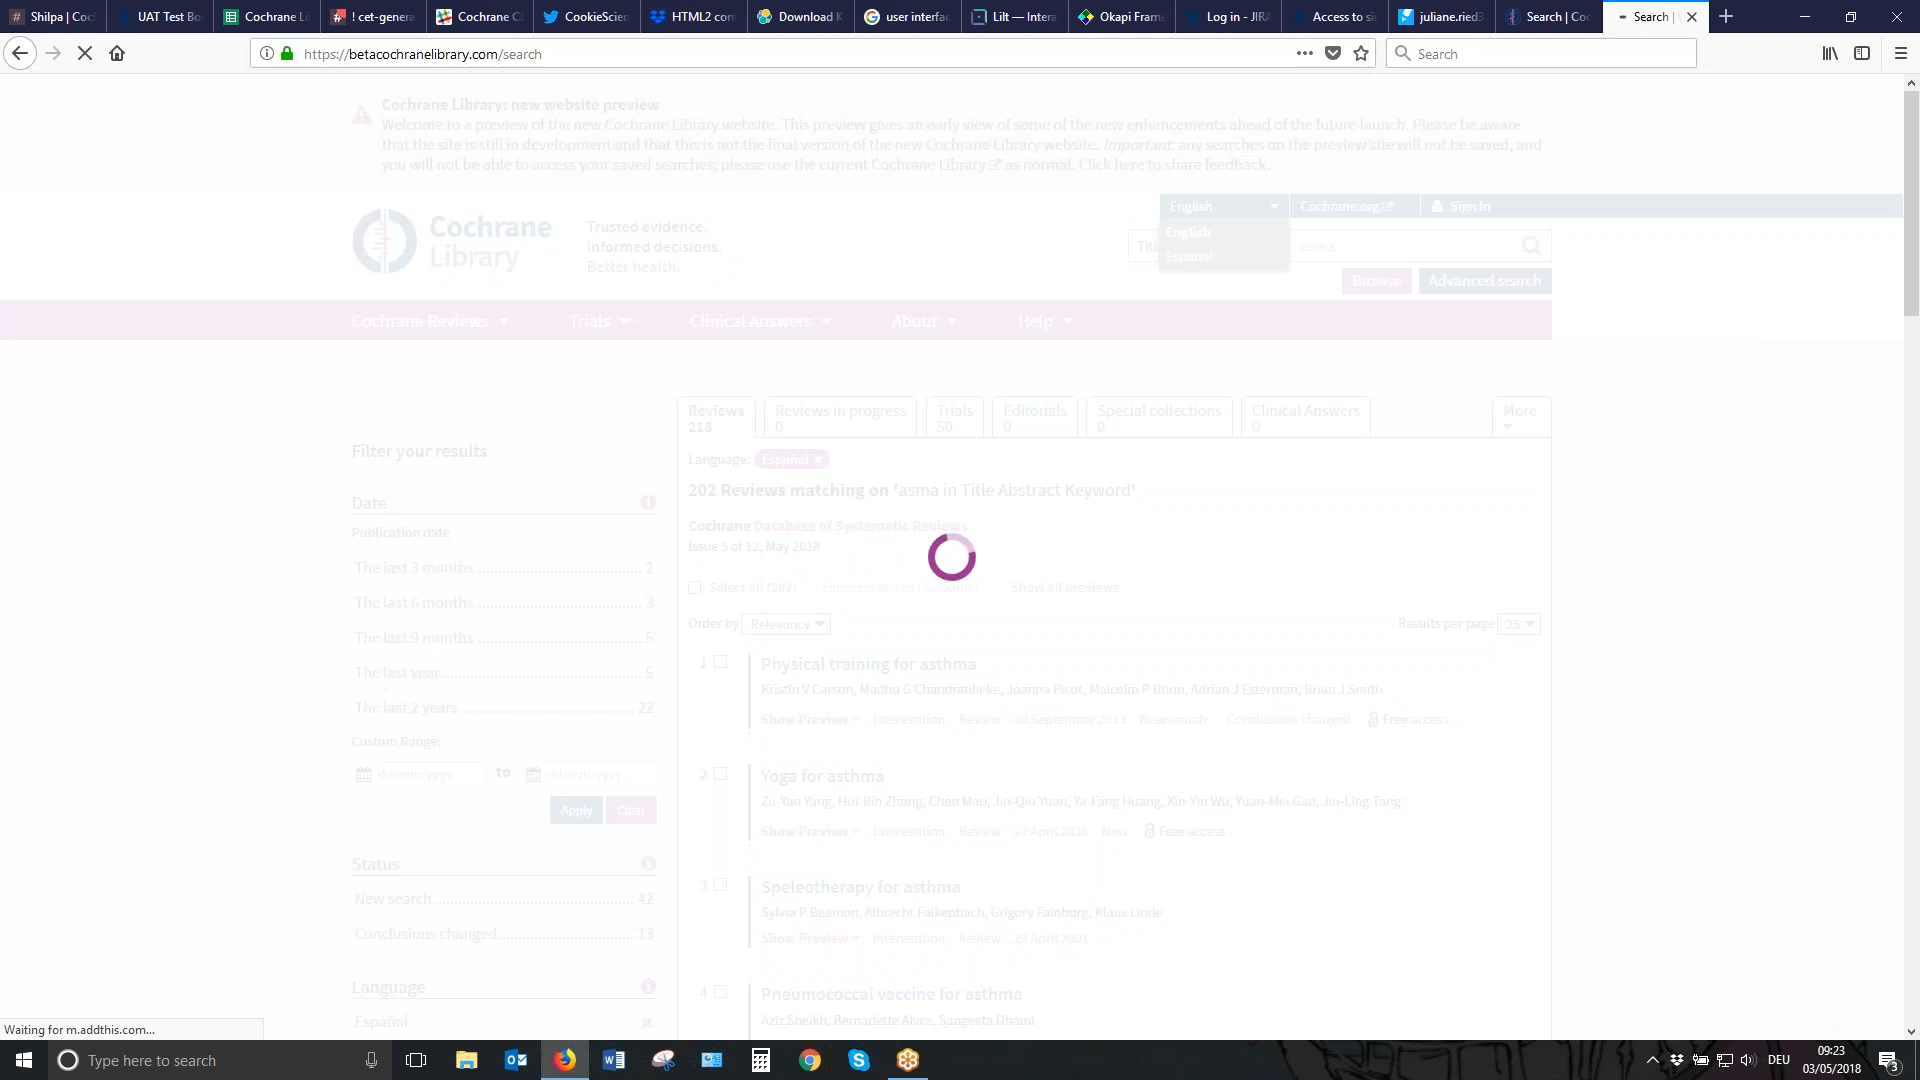 Shilpa | Coc
UAT Test Bo
Cochrane Li
! cet-genera
Cochrane C
CookieScien
HTML2 con
Download K
user interfac
Lilt — Intera
Okapi Frame
Log in - JIRA
Access to si
juliane.ried3
Search | Coc
Search |
https://betacochranelibrary.com/search
Search
Cochrane Library: new website preview
Welcome to a preview of the new Cochrane Library website. This preview gives an early view of some of the new enhancements ahead of the future launch. Please be aware
that the site is still in development and that this is not the final version of the new Cochrane Library website. Important: any searches on the preview site will not be saved, and
you will not be able to access your saved searches; please use the current Cochrane Library as normal. Click here to share feedback.
English
Cochrane.org
Sign In
English
Español
Cochrane
Library
Trusted evidence.
Informed decisions.
Better health.
Titl
asma
Browse
Advanced search
Cochrane Reviews
Trials
Clinical Answers
About
Help
Reviews
218
Reviews in progress
0
Trials
50
Editorials
0
Special collections
0
Clinical Answers
0
More
Filter your results
Date
Publication date
The last 3 months 2
The last 6 months 3
The last 9 months 5
The last year 5
The last 2 years 22
Custom Range:
dd/mm/yyyy to dd/mm/yyyy
Apply
Clear
Status
New search 42
Conclusions changed 13
Language
Español
Language: Español
202 Reviews matching on 'asma in Title Abstract Keyword'
Cochrane Database of Systematic Reviews
Issue 5 of 12, May 2018
Select all (202)
Show all previews
Order by Relevancy
Results per page 25
1 Physical training for asthma
Kristin V Carson, Madhu G Chandratilleke, Joanna Picot, Malcolm P Brinn, Adrian J Esterman, Brian J Smith
Show Preview Intervention Review 30 September 2013 New search Conclusions changed Free access
2 Yoga for asthma
Zu-Yao Yang, Hui-Bin Zhong, Chen Mao, Jin-Qiu Yuan, Ya-Fang Huang, Xin-Yin Wu, Yuan-Mei Gao, Jin-Ling Tang
Show Preview Intervention Review 27 April 2016 New Free access
3 Speleotherapy for asthma
Sylvia P Beamon, Albrecht Falkenbach, Grigory Fainburg, Klaus Linde
Show Preview Intervention Review 23 April 2001
4 Pneumococcal vaccine for asthma
Aziz Sheikh, Bernadette Alves, Sangeeta Dhami
Waiting for m.addthis.com...
Type here to search
DEU
09:23
03/05/2018
3